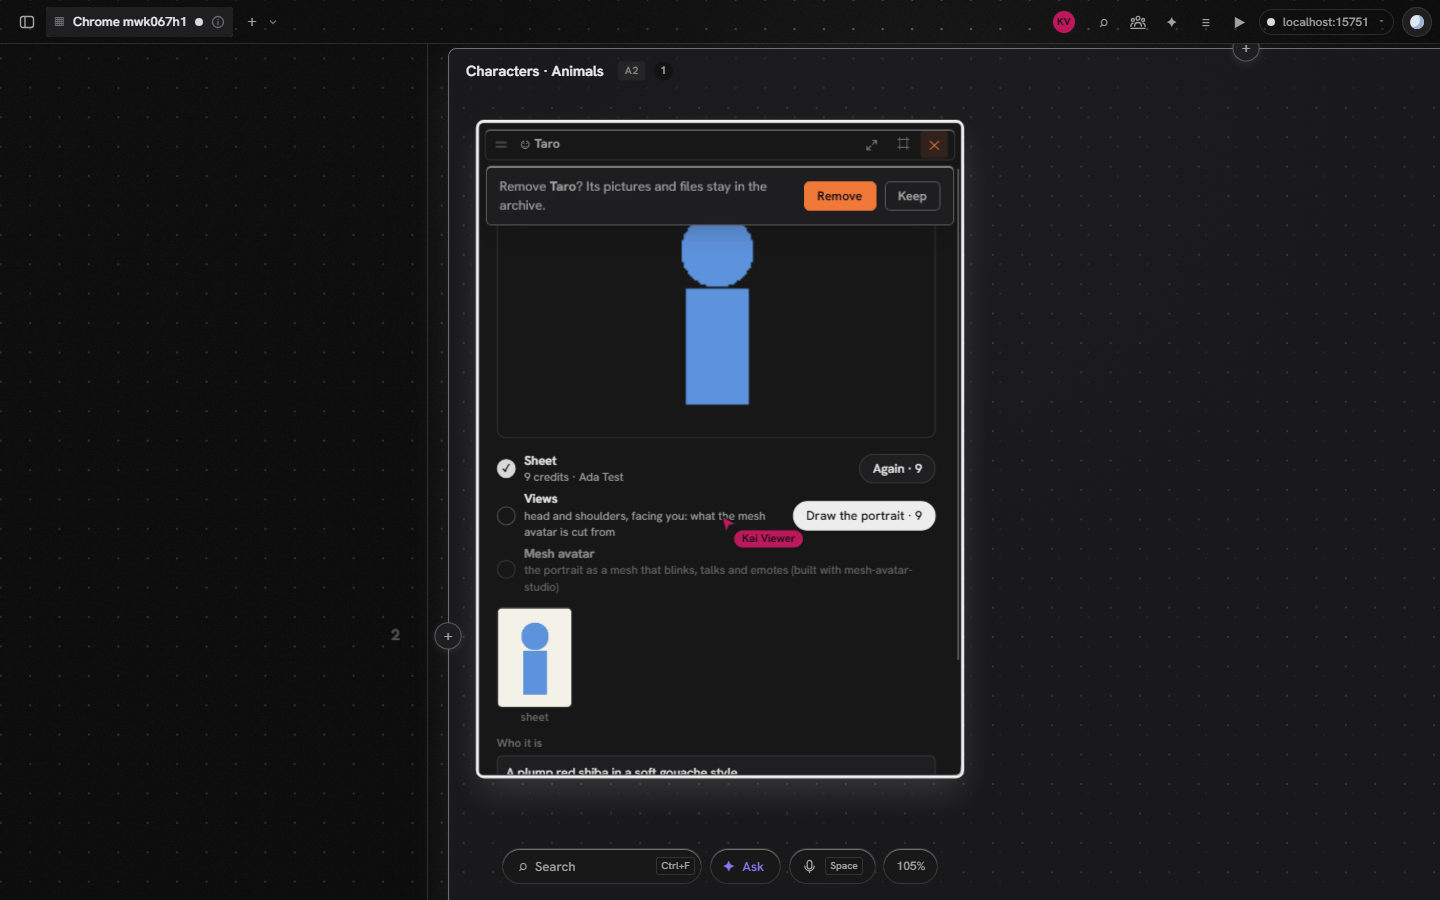 Chrome mwk067h1
KV
localhost:15751
Characters · Animals A2 1
Taro
Remove Taro? Its pictures and files stay in the
archive.
Remove
Keep
Sheet
9 credits · Ada Test
Again · 9
Views
head and shoulders, facing you: what the mesh
avatar is cut from
Draw the portrait · 9
Kai Viewer
Mesh avatar
the portrait as a mesh that blinks, talks and emotes (built with mesh-avatar-
studio)
2
sheet
Who it is
A plump red shiba in a soft gouache style
Search Ctrl+F
Ask
Space
105%